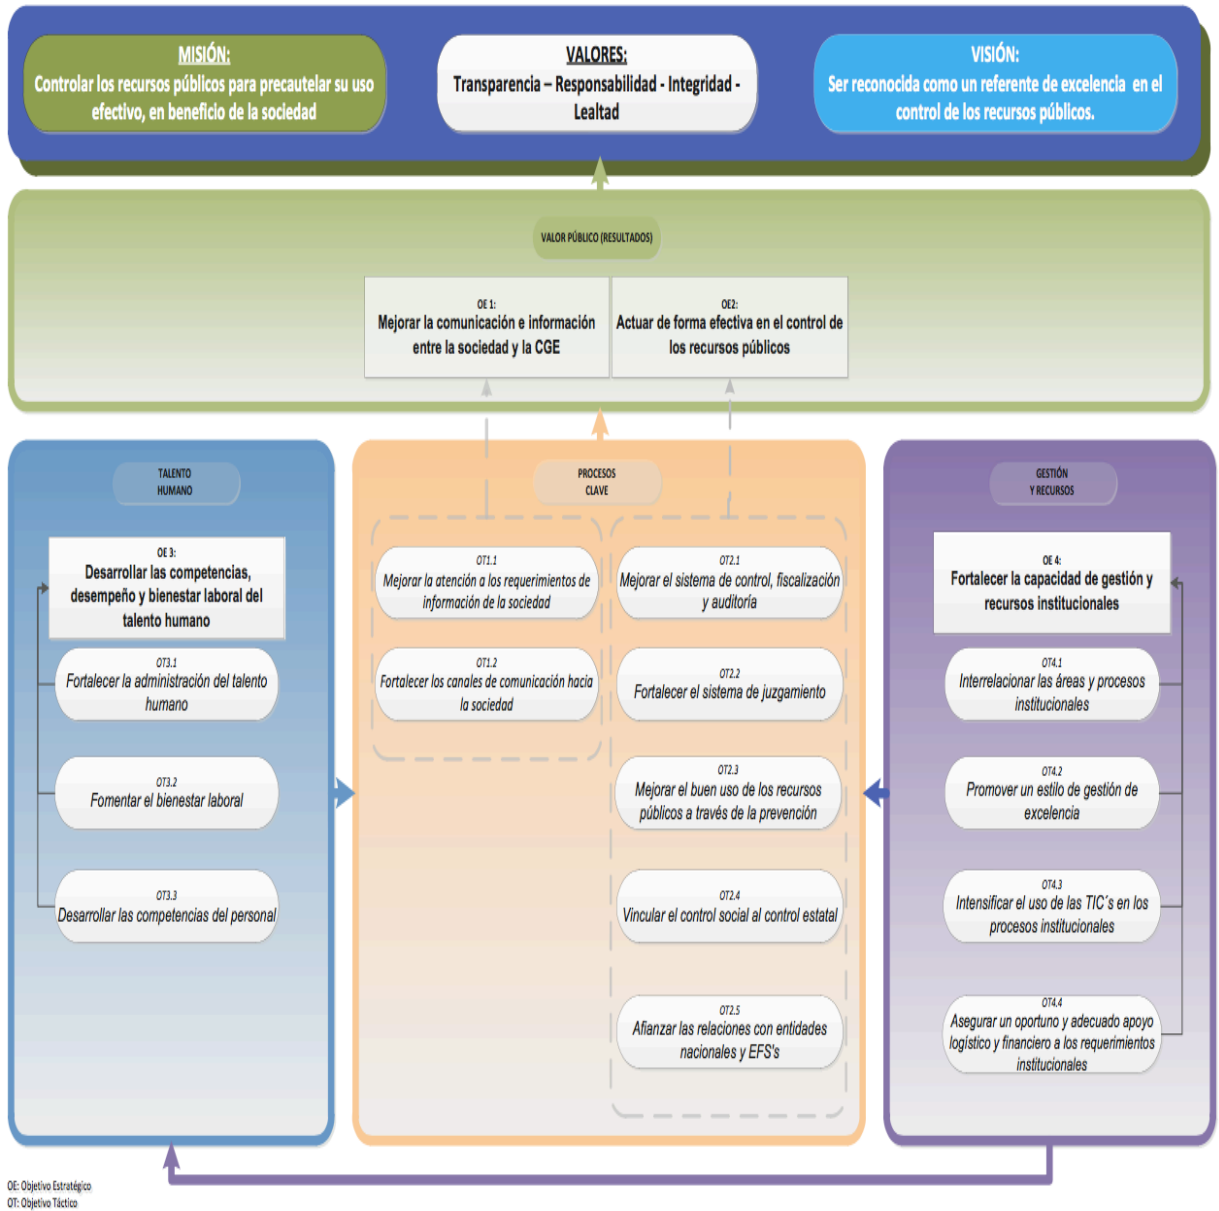 MISIÓN:
Controlar los recursos públicos para precautelar su uso
efectivo, en beneficio de la sociedad
VALORES:
Transparencia – Responsabilidad - Integridad -
Lealtad
VISIÓN:
Ser reconocida como un referente de excelencia en el
control de los recursos públicos.
VALOR PÚBLICO (RESULTADOS)
OE 1:
Mejorar la comunicación e información
entre la sociedad y la CGE
OE2:
Actuar de forma efectiva en el control de
los recursos públicos
TALENTO
HUMANO
OE 3:
Desarrollar las competencias,
desempeño y bienestar laboral del
talento humano
OT3.1
Fortalecer la administración del talento
humano
OT3.2
Fomentar el bienestar laboral
OT3.3
Desarrollar las competencias del personal
PROCESOS
CLAVE
OT1.1
Mejorar la atención a los requerimientos de
información de la sociedad
OT1.2
Fortalecer los canales de comunicación hacia
la sociedad
OT2.1
Mejorar el sistema de control, fiscalización
y auditoría
OT2.2
Fortalecer el sistema de juzgamiento
OT2.3
Mejorar el buen uso de los recursos
públicos a través de la prevención
OT2.4
Vincular el control social al control estatal
OT2.5
Afianzar las relaciones con entidades
nacionales y EFS's
GESTIÓN
Y RECURSOS
OE 4:
Fortalecer la capacidad de gestión y
recursos institucionales
OT4.1
Interrelacionar las áreas y procesos
institucionales
OT4.2
Promover un estilo de gestión de
excelencia
OT4.3
Intensificar el uso de las TIC´s en los
procesos institucionales
OT4.4
Asegurar un oportuno y adecuado apoyo
logístico y financiero a los requerimientos
institucionales
OE: Objetivo Estratégico
OT: Objetivo Táctico